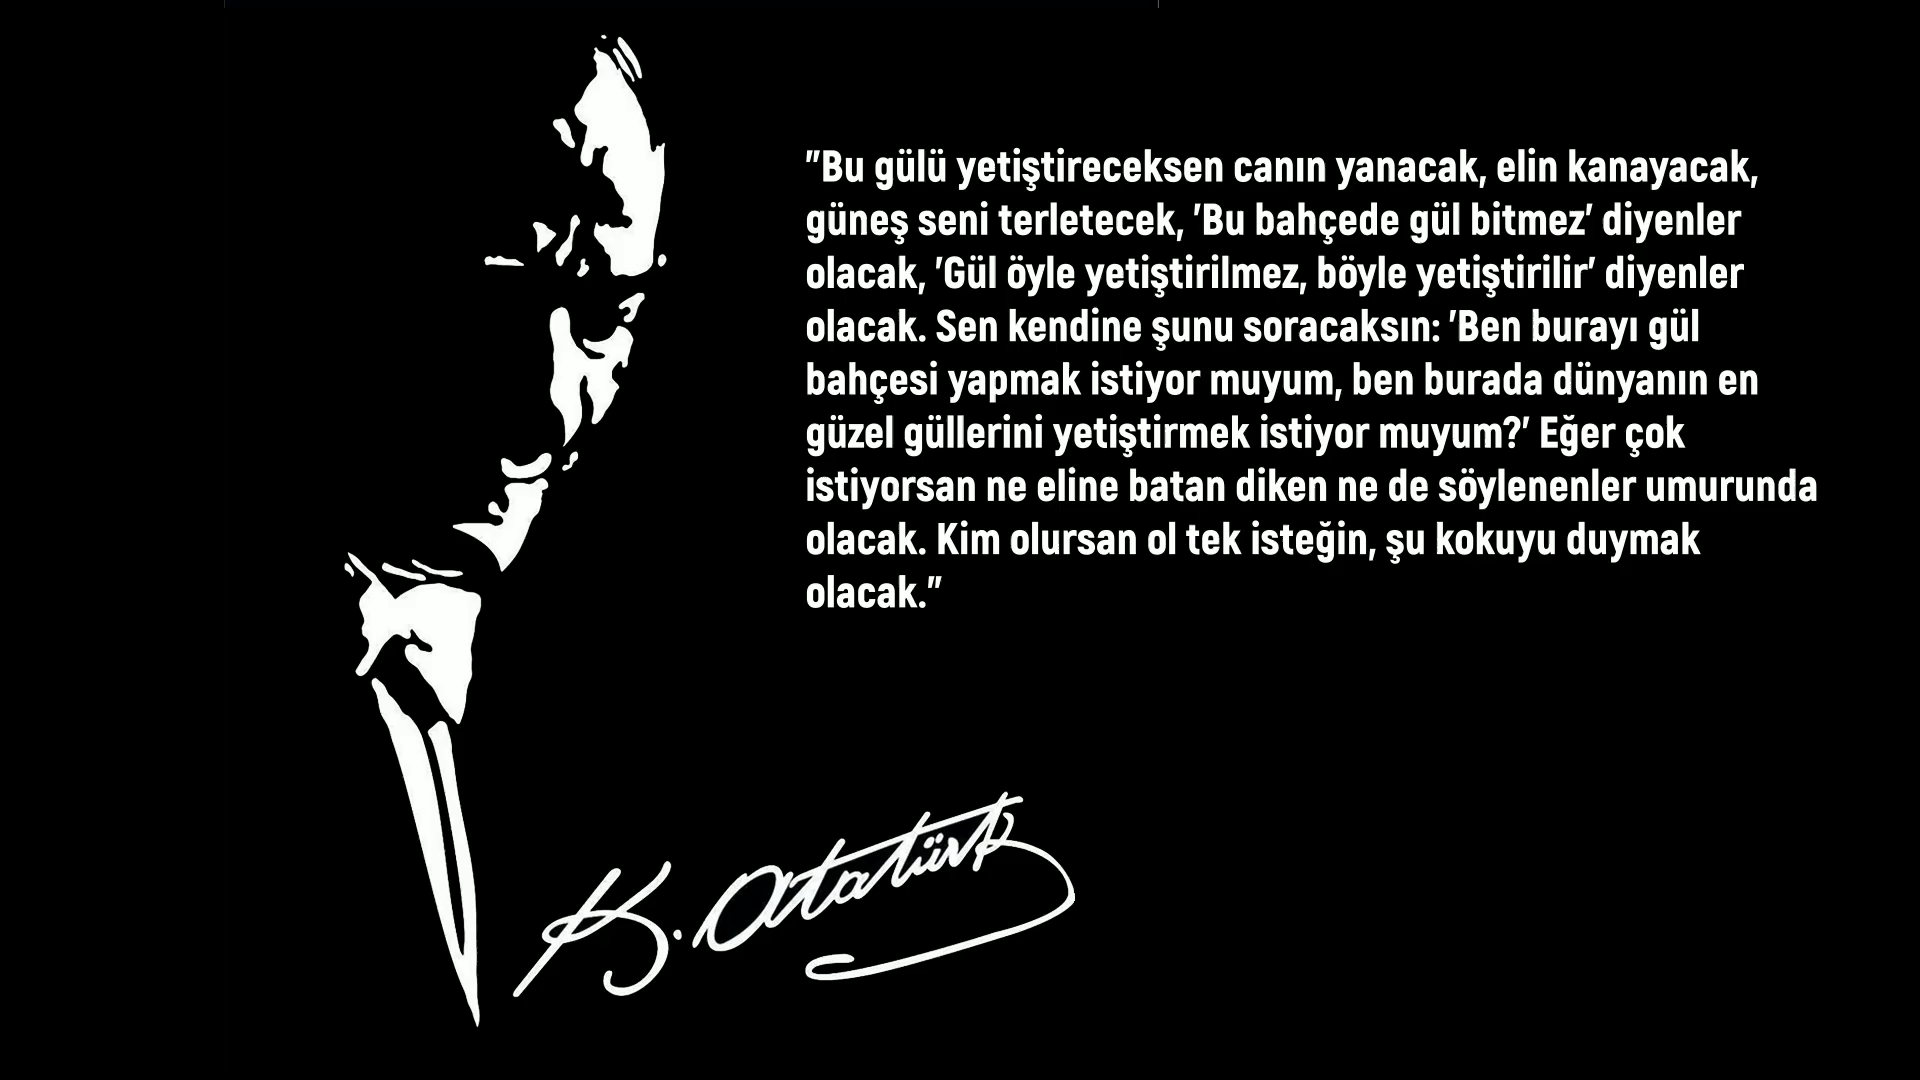 "Bu gülü yetiştireceksen canın yanacak, elin kanayacak,
güneş seni terletecek, 'Bu bahçede gül bitmez' diyenler
olacak, 'Gül öyle yetiştirilmez, böyle yetiştirilir' diyenler
olacak. Sen kendine şunu soracaksın: 'Ben burayı gül
bahçesi yapmak istiyor muyum, ben burada dünyanın en
güzel güllerini yetiştirmek istiyor muyum?' Eğer çok
istiyorsan ne eline batan diken ne de söylenenler umurunda
olacak. Kim olursan ol tek isteğin, şu kokuyu duymak
olacak."
K. Atatürk